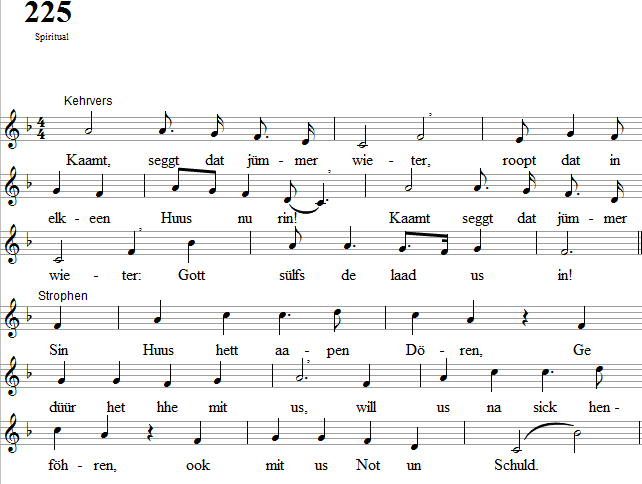 225
Spiritual
Kehrvers
Kaamt, seggt dat jüm - mer wie - ter, roopt dat in
elk - een Huus nu rin! Kaamt seggt dat jüm - mer
wie - ter: Gott sülfs de laad us in!
Strophen
Sin Huus hett aa - pen Dö - ren, Ge
düür het hhe mit us, will us na sick hen -
föh - ren, ook mit us Not un Schuld.